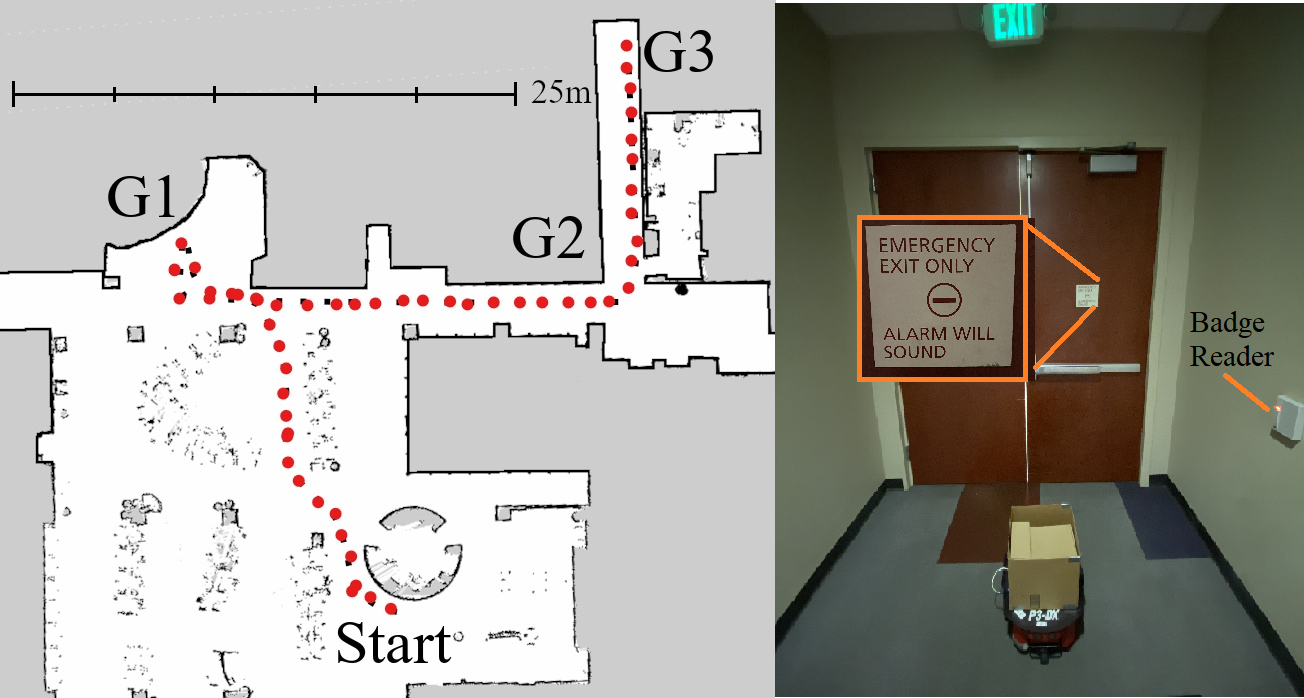 G3
25m
G1
G2
Start
EXIT
EMERGENCY
EXIT ONLY
ALARM WILL
SOUND
Badge
Reader
P3-DX